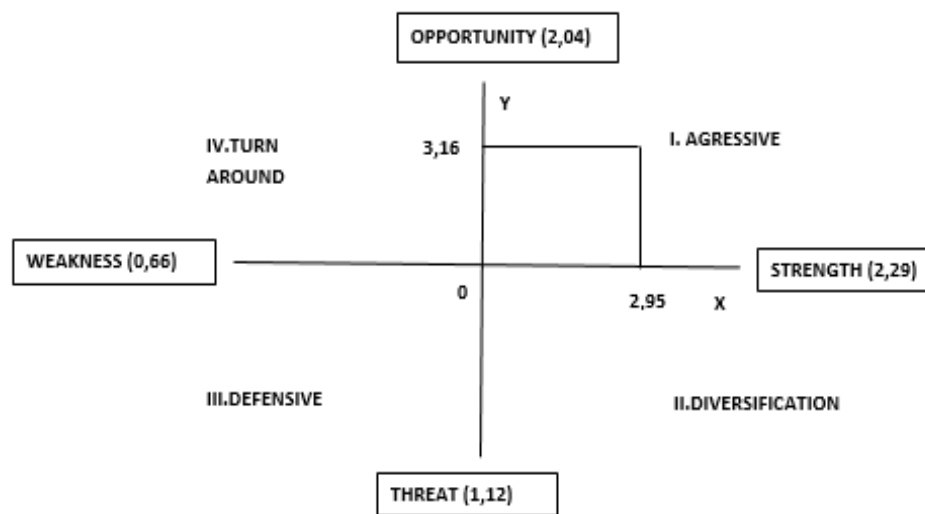 OPPORTUNITY (2,04)
Y
IV.TURN
AROUND
3,16
I. AGRESSIVE
WEAKNESS (0,66)
STRENGTH (2,29)
0
2,95
X
III.DEFENSIVE
II.DIVERSIFICATION
THREAT (1,12)